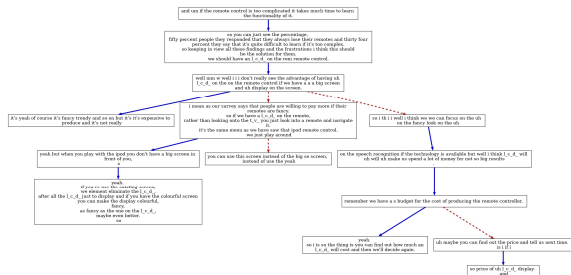 and um if the remote control is too complicated it takes much time to learn
the functionality of it.
so you can just see the percentage,
fifty percent people they responded that they always lose their remotes and thirty four
percent they say that it's quite difficult to learn if it's too complex.
so keeping in view all these findings and the frustrations i think this should
be the solution for them,
we should have an l_c_d_ on the rem remote control.
well mm w well i i i don't really see the advantage of having uh
l_c_d_ on the on the remote control if we have a a a big screen
and uh display on the screen.
it's yeah of course it's fancy trendy and so on but it's it's expensive to
produce and it's not really
i mean as our survey says that people are willing to pay more if their
remotes are fancy.
so if we have a l_c_d_ on the remote,
rather than looking onto the t_v_ you just look into a remote and navigate
it's the same mean as we have saw that ipod remote control.
we just play around
so i th i i well i think we we can focus on the uh
on the fancy look on the uh
yeah but when you play with the ipod you don't have a big screen in
front of you,
you can use this screen instead of the big os screen;
instead of use the yeah
on the speech recognition if the technology is available but well i think l_c_d_ will
uh will uh make us spend a lot of money for not so big results
yeah.
we element eliminate the l_c_d_,
after all the l_c_d_ just to display and if you have the colourful screen
you can make the display colourful.
fancy,
as fancy as the one on the l_c_d_,
maybe even better.
so
remember we have a s budget for the cost of producing the remote controller.
yeah.
so i is so the thing is you can find out how much an
l_c_d_ will cost and then we'll decide again.
uh maybe you can find out the price and tell us next time.
is i if i
so price of uh l_c_d_ display.